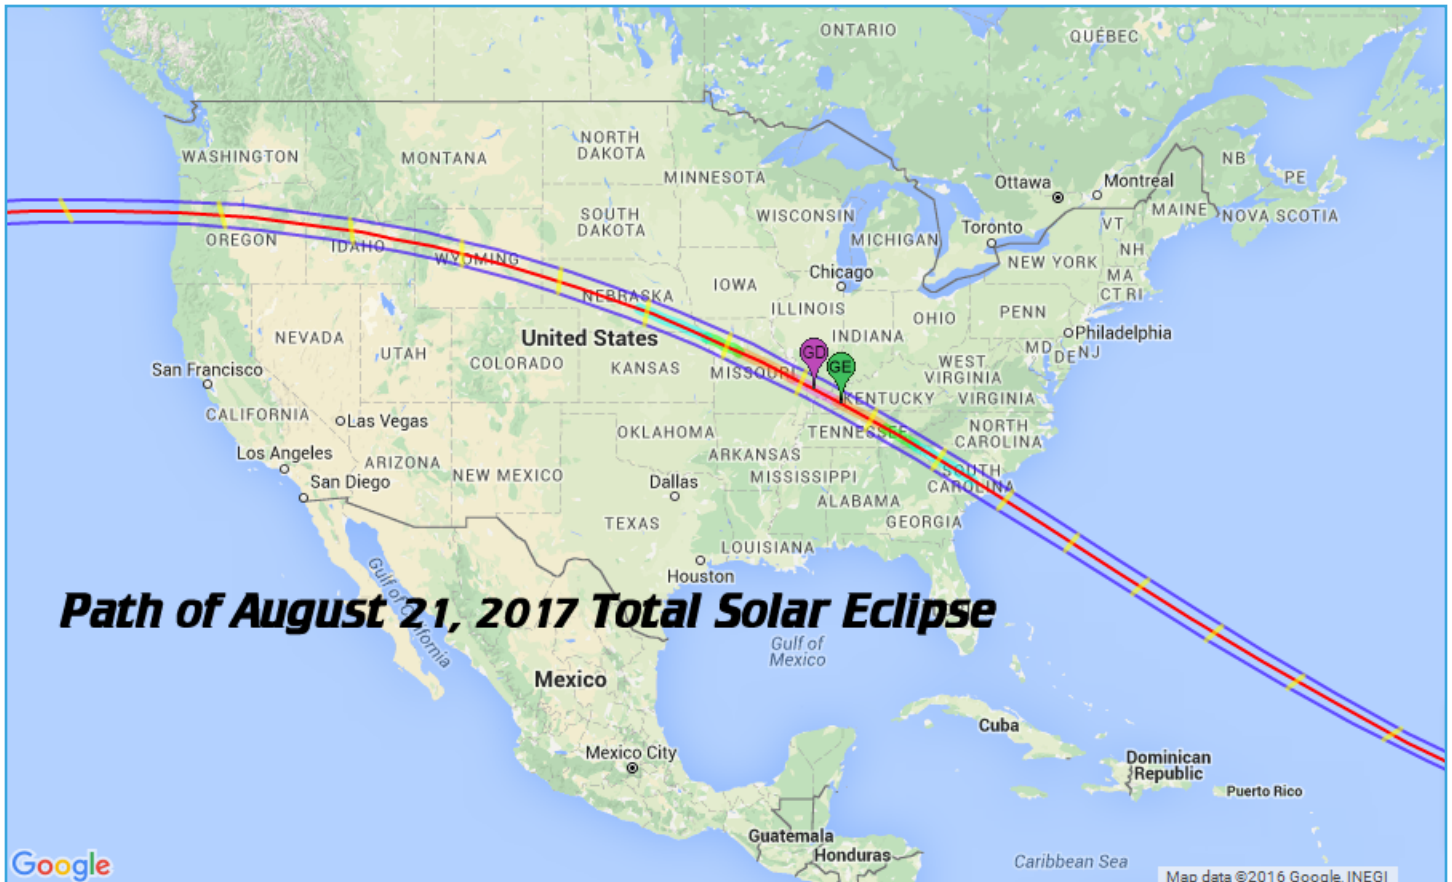 ONTARIO
QUÉBEC
WASHINGTON
MONTANA
NORTH
DAKOTA
MINNESOTA
NB
PE
Ottawa
Montreal
MAINE
NOVA SCOTIA
OREGON
IDAHO
WYOMING
SOUTH
DAKOTA
WISCONSIN
MICHIGAN
Toronto
VT
NH
NEW YORK
MA
CT RI
Chicago
NEBRASKA
IOWA
ILLINOIS
INDIANA
OHIO
PENN
Philadelphia
MD
DE
NJ
NEVADA
UTAH
COLORADO
United States
KANSAS
MISSOURI
GD
GE
WEST
VIRGINIA
KENTUCKY
VIRGINIA
San Francisco
CALIFORNIA
Las Vegas
Los Angeles
San Diego
ARIZONA
NEW MEXICO
OKLAHOMA
ARKANSAS
TENNESSEE
NORTH
CAROLINA
SOUTH
CAROLINA
Dallas
TEXAS
MISSISSIPPI
ALABAMA
GEORGIA
LOUISIANA
Houston
Gulf of California
Path of August 21, 2017 Total Solar Eclipse
Gulf of
Mexico
Mexico
Mexico City
Cuba
Dominican
Republic
Puerto Rico
Guatemala
Honduras
Caribbean Sea
Google
Map data ©2016 Google, INEGI